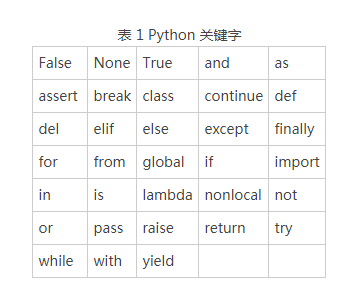 表 1 Python 关键字
False None True and as
assert break class continue def
del elif else except finally
for from global if import
in is lambda nonlocal not
or pass raise return try
while with yield